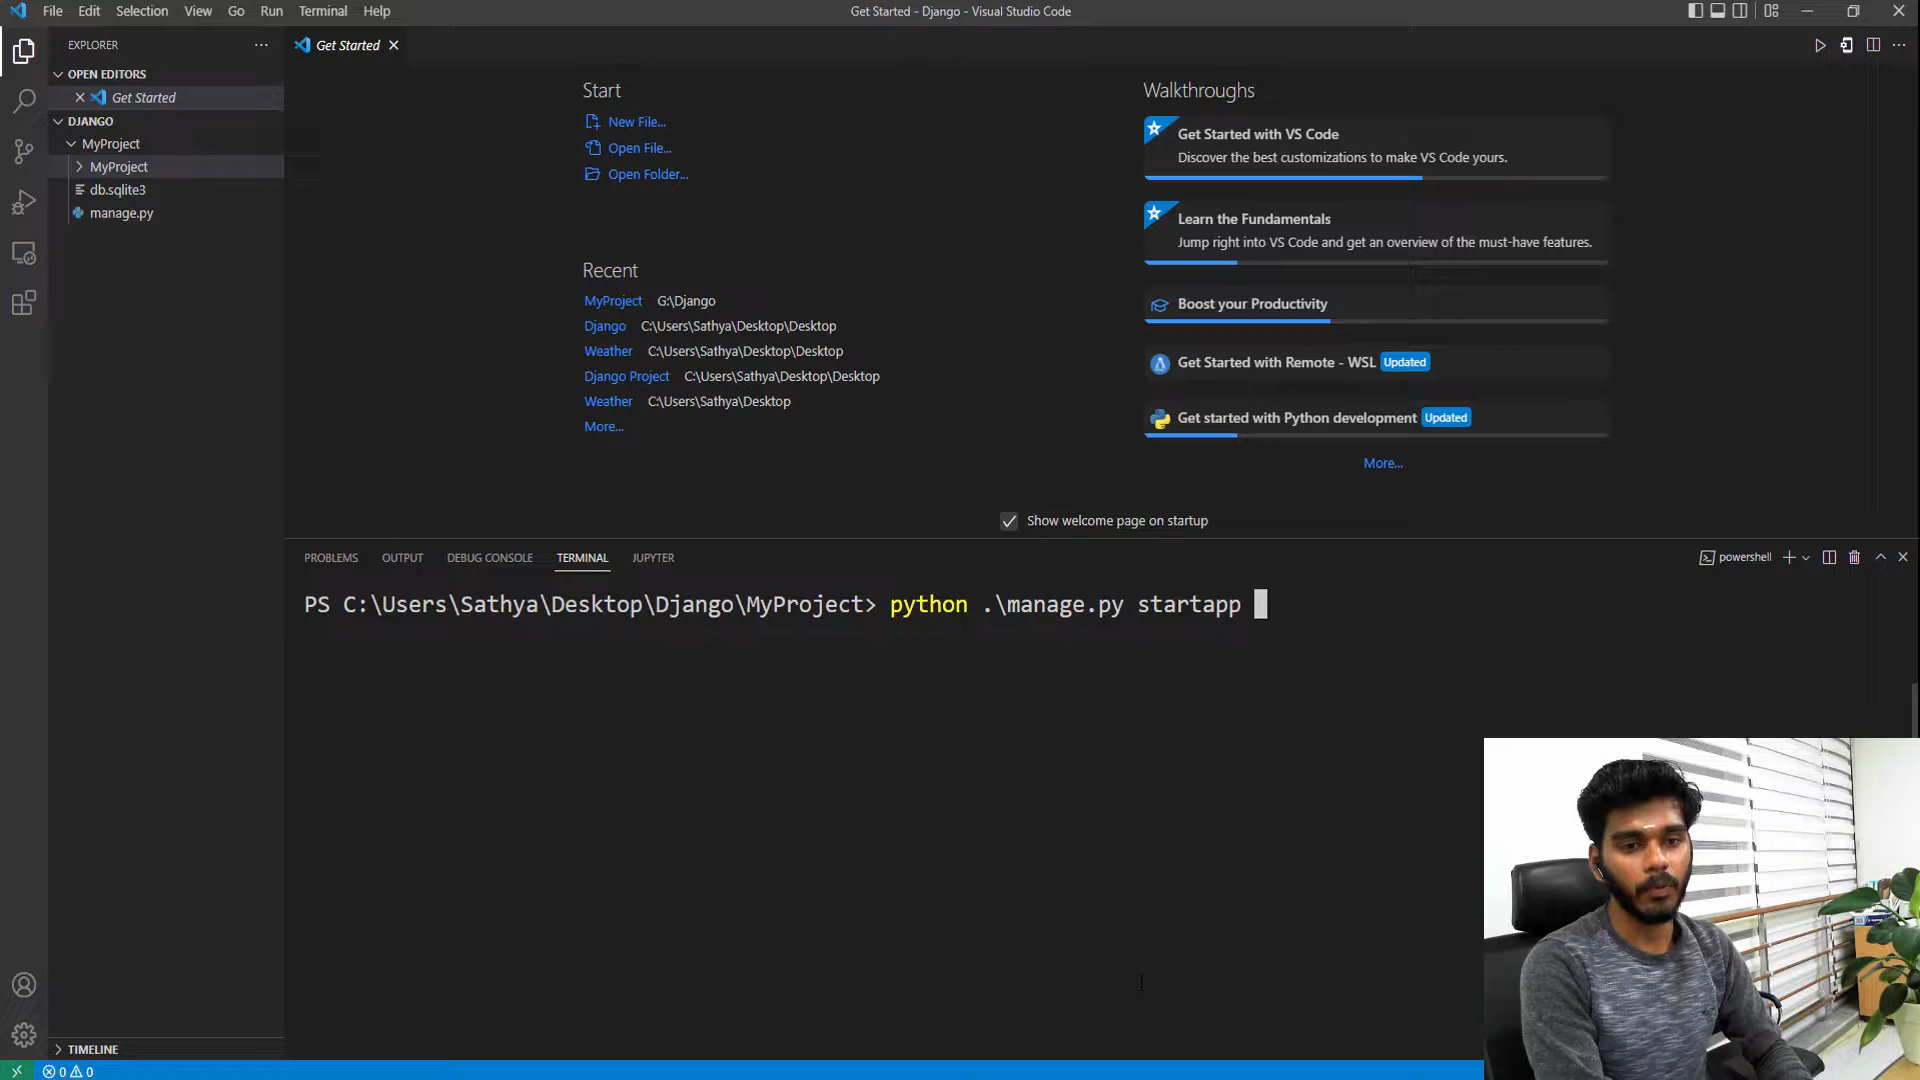 File Edit Selection View Go Run Terminal Help
Get Started - Django - Visual Studio Code
EXPLORER
OPEN EDITORS
Get Started
DJANGO
MyProject
MyProject
db.sqlite3
manage.py
TIMELINE
Get Started
Start
New File...
Open File...
Open Folder...
Recent
MyProject G:\Django
Django C:\Users\Sathya\Desktop\Desktop
Weather C:\Users\Sathya\Desktop\Desktop
Django Project C:\Users\Sathya\Desktop\Desktop
Weather C:\Users\Sathya\Desktop
More...
Walkthroughs
Get Started with VS Code
Discover the best customizations to make VS Code yours.
Learn the Fundamentals
Jump right into VS Code and get an overview of the must-have features.
Boost your Productivity
Get Started with Remote - WSL Updated
Get started with Python development Updated
More...
Show welcome page on startup
PROBLEMS OUTPUT DEBUG CONSOLE TERMINAL JUPYTER
powershell
PS C:\Users\Sathya\Desktop\Django\MyProject> python .\manage.py startapp
0 0